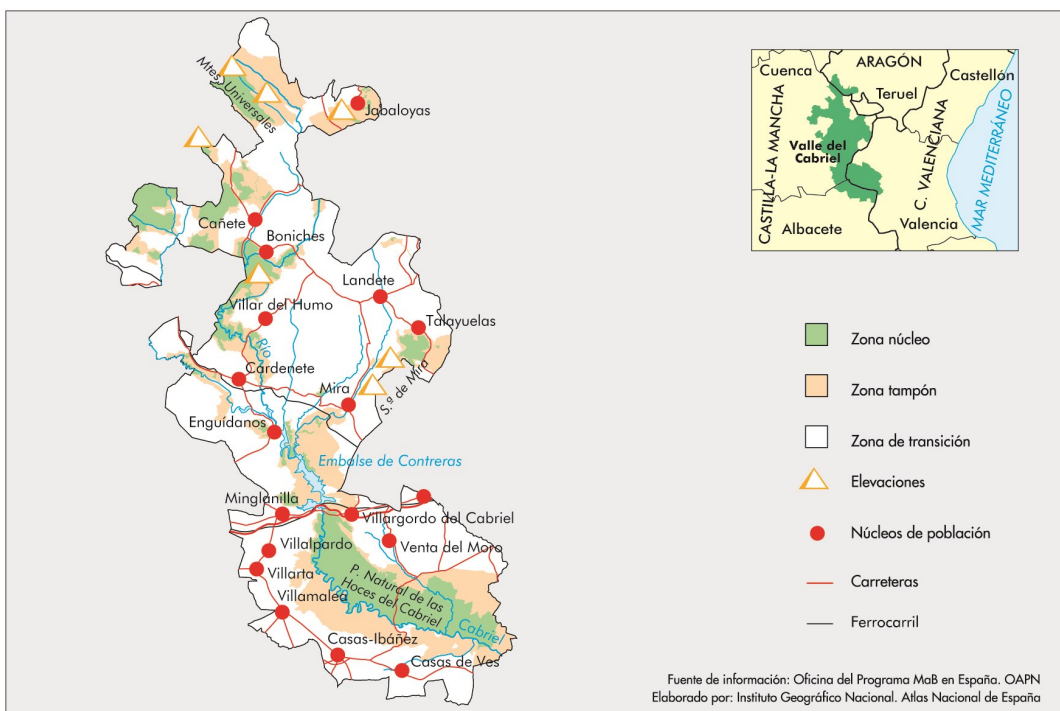 Mtes. Universales
Jabaloyas
Cañete
Boniches
Landete
Villar del Humo
Talayuelas
Río
Cardenete
Mira
S.ª de Mira
Enguídanos
Embalse de Contreras
Minglanilla
Villargordo del Cabriel
Villalpardo
Venta del Moro
Villarta
P. Natural de las
Hoces del Cabriel
Villamalea
Cabriel
Casas-Ibáñez
Casas de Ves
ARAGÓN
Cuenca
Castellón
Teruel
CASTILLA-LA MANCHA
Valle del
Cabriel
C. VALENCIANA
MAR MEDITERRÁNEO
Albacete
Valencia
Zona núcleo
Zona tampón
Zona de transición
Elevaciones
Núcleos de población
Carreteras
Ferrocarril
Fuente de información: Oficina del Programa MaB en España. OAPN
Elaborado por: Instituto Geográfico Nacional. Atlas Nacional de España